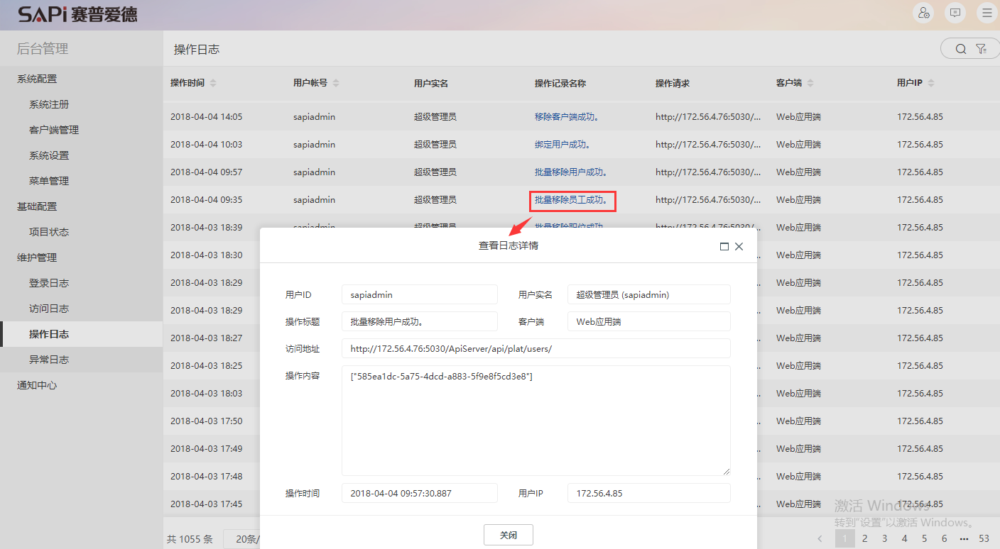 SAPi 赛普爱德
后台管理
操作日志
系统配置
系统注册
客户端管理
系统设置
菜单管理
基础配置
项目状态
维护管理
登录日志
访问日志
操作日志
异常日志
通知中心
操作时间 用户帐号 用户实名 操作记录名称 操作请求 客户端 用户IP
2018-04-04 14:05 sapiadmin 超级管理员 移除客户端成功。 http://172.56.4.76:5030/... Web应用端 172.56.4.85
2018-04-04 10:03 sapiadmin 超级管理员 绑定用户成功。 http://172.56.4.76:5030/... Web应用端 172.56.4.85
2018-04-04 09:57 sapiadmin 超级管理员 批量移除用户成功。 http://172.56.4.76:5030/... Web应用端 172.56.4.85
2018-04-04 09:35 sapiadmin 超级管理员 批量移除员工成功。 http://172.56.4.76:5030/... Web应用端 172.56.4.85
2018-04-03 18:39 sapiadmin 超级管理员 批量移除职位成功 http://172.56.4.76:5030/... Web应用端 172.56.4.85
2018-04-03 18:30 Web应用端 172.56.4.85
2018-04-03 18:29 Web应用端 172.56.4.85
2018-04-03 18:29 Web应用端 172.56.4.85
2018-04-03 18:27 Web应用端 172.56.4.85
2018-04-03 18:25 Web应用端 172.56.4.85
2018-04-03 18:03 Web应用端 172.56.4.85
2018-04-03 17:50 Web应用端 172.56.4.85
2018-04-03 17:49 Web应用端 172.56.4.85
2018-04-03 17:48 Web应用端 172.56.4.85
2018-04-03 17:45 Web应用端 172.56.4.85
共 1055 条 20条/
1 2 3 4 5 6 ••• 53
查看日志详情
用户ID sapiadmin 用户实名 超级管理员 (sapiadmin)
操作标题 批量移除用户成功。 客户端 Web应用端
访问地址 http://172.56.4.76:5030/ApiServer/api/plat/users/
操作内容 ["585ea1dc-5a75-4dcd-a883-5f9e8f5cd3e8"]
操作时间 2018-04-04 09:57:30.887 用户IP 172.56.4.85
关闭
激活 Windows
转到"设置"以激活 Windows。